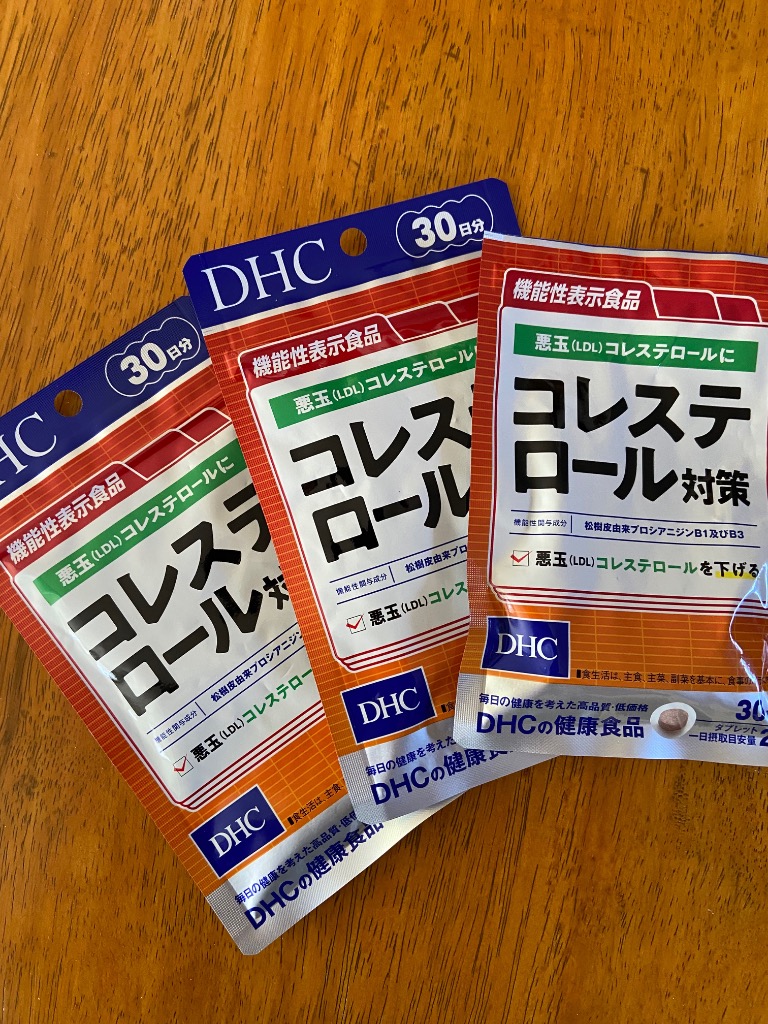 HC
30日分
機能性表示食品
悪玉(LDL)コレステロールに
コレステ
ロール対
機能性関与成分
松樹皮由来プロシアニジン
悪玉(LDL)コレステロー
DHC
■食生活は、主食
毎日の健康を考えた高品質・低価
DHCの健康食品
DHC
30日分
機能性表示食品
悪玉(LDL)コレステロール
コレス
ロール
機能性関与成分
松樹皮由来プロ
悪玉(LDL)コレス
DHC
毎日の健康を考えた
DHCの健康食
機能性表示食品
悪玉(LDL)コレステロールに
コレステ
ロール対策
機能性関与成分
松樹皮由来プロシアニジンB1及びB3
悪玉(LDL)コレステロールを下げる
DHC
■食生活は、主食、主菜、副菜を基本に、食事の
毎日の健康を考えた高品質・低価格
DHCの健康食品
30
タブレット
一日摂取目安量2